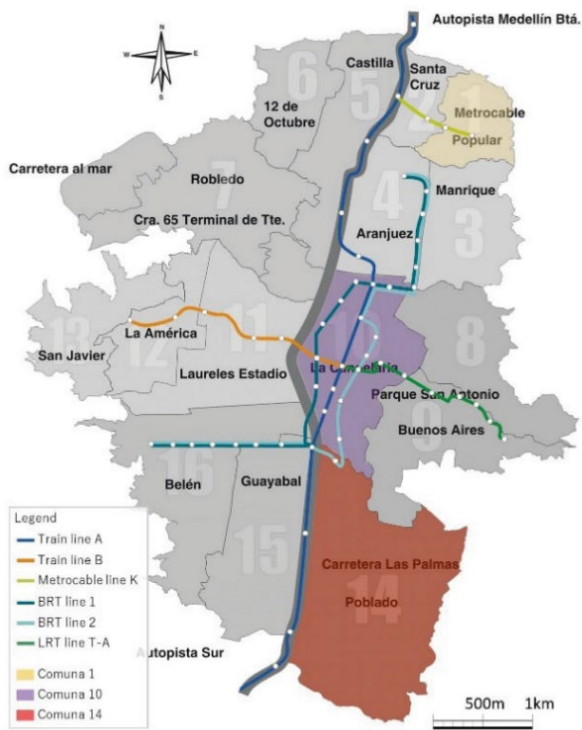 Autopista Medellín Btá.
N
W E
S
Castilla
Santa
Cruz
6
5
2
1
12 de
Octubre
Metrocable
Popular
Carretera al mar
Robledo
7
4
Manrique
Cra. 65 Terminal de Tte.
Aranjuez
3
13
La América
12
11
10
8
San Javier
Laureles Estadio
La Candelaria
Parque San Antonio
9
Buenos Aires
16
Belén
Guayabal
15
Legend
Train line A
Train line B
Metrocable line K
BRT line 1
BRT line 2
LRT line T-A
Comuna 1
Comuna 10
Comuna 14
Carretera Las Palmas
14
Poblado
Autopista Sur
500m 1km